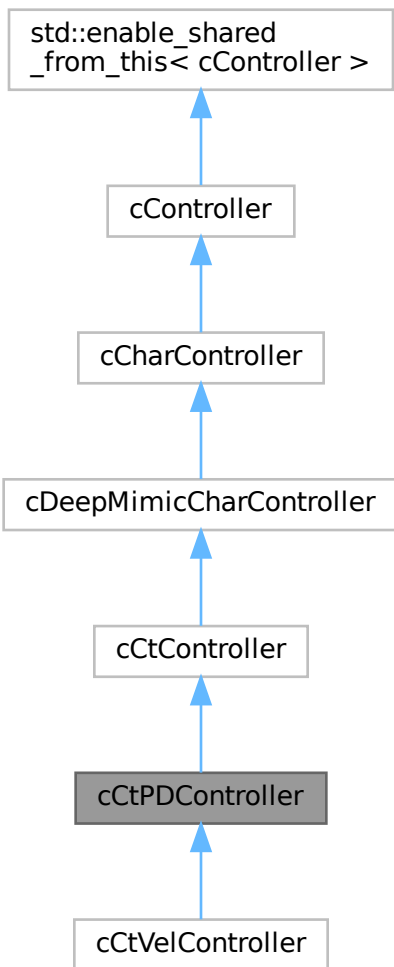 std::enable_shared
_from_this< cController >
cController
cCharController
cDeepMimicCharController
cCtController
cCtPDController
cCtVelController